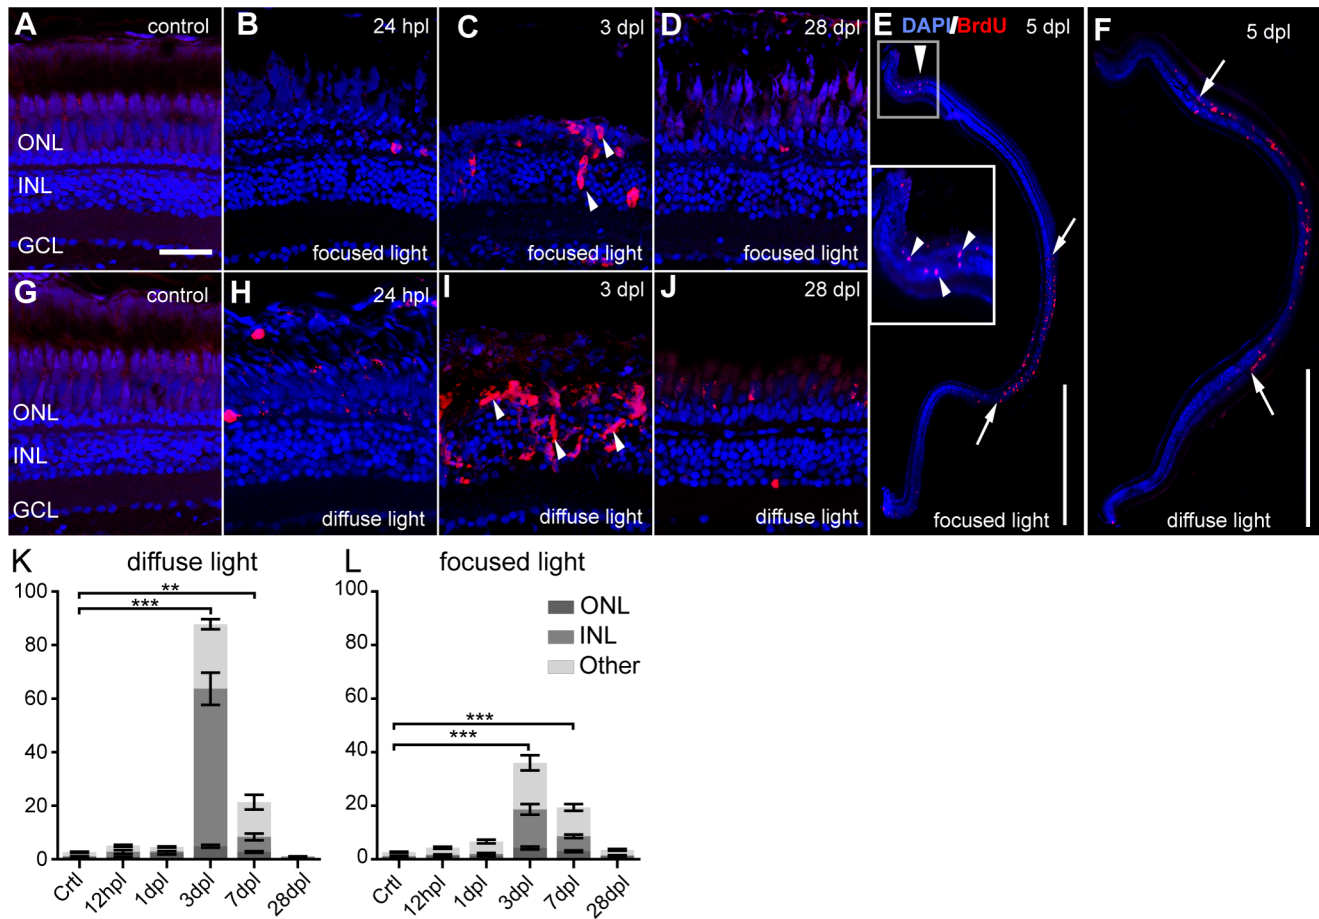 A control
ONL
INL
GCL
B 24 hpl
focused light
C 3 dpl
focused light
D 28 dpl
focused light
E DAPI/BrdU 5 dpl
focused light
F 5 dpl
diffuse light
G control
ONL
INL
GCL
H 24 hpl
diffuse light
I 3 dpl
diffuse light
J 28 dpl
diffuse light
K diffuse light
100
80
60
40
20
0
**
***
Crtl 12hpl 1dpl 3dpl 7dpl 28dpl
L focused light
100
80
60
40
20
0
***
***
ONL
INL
Other
Crtl 12hpl 1dpl 3dpl 7dpl 28dpl